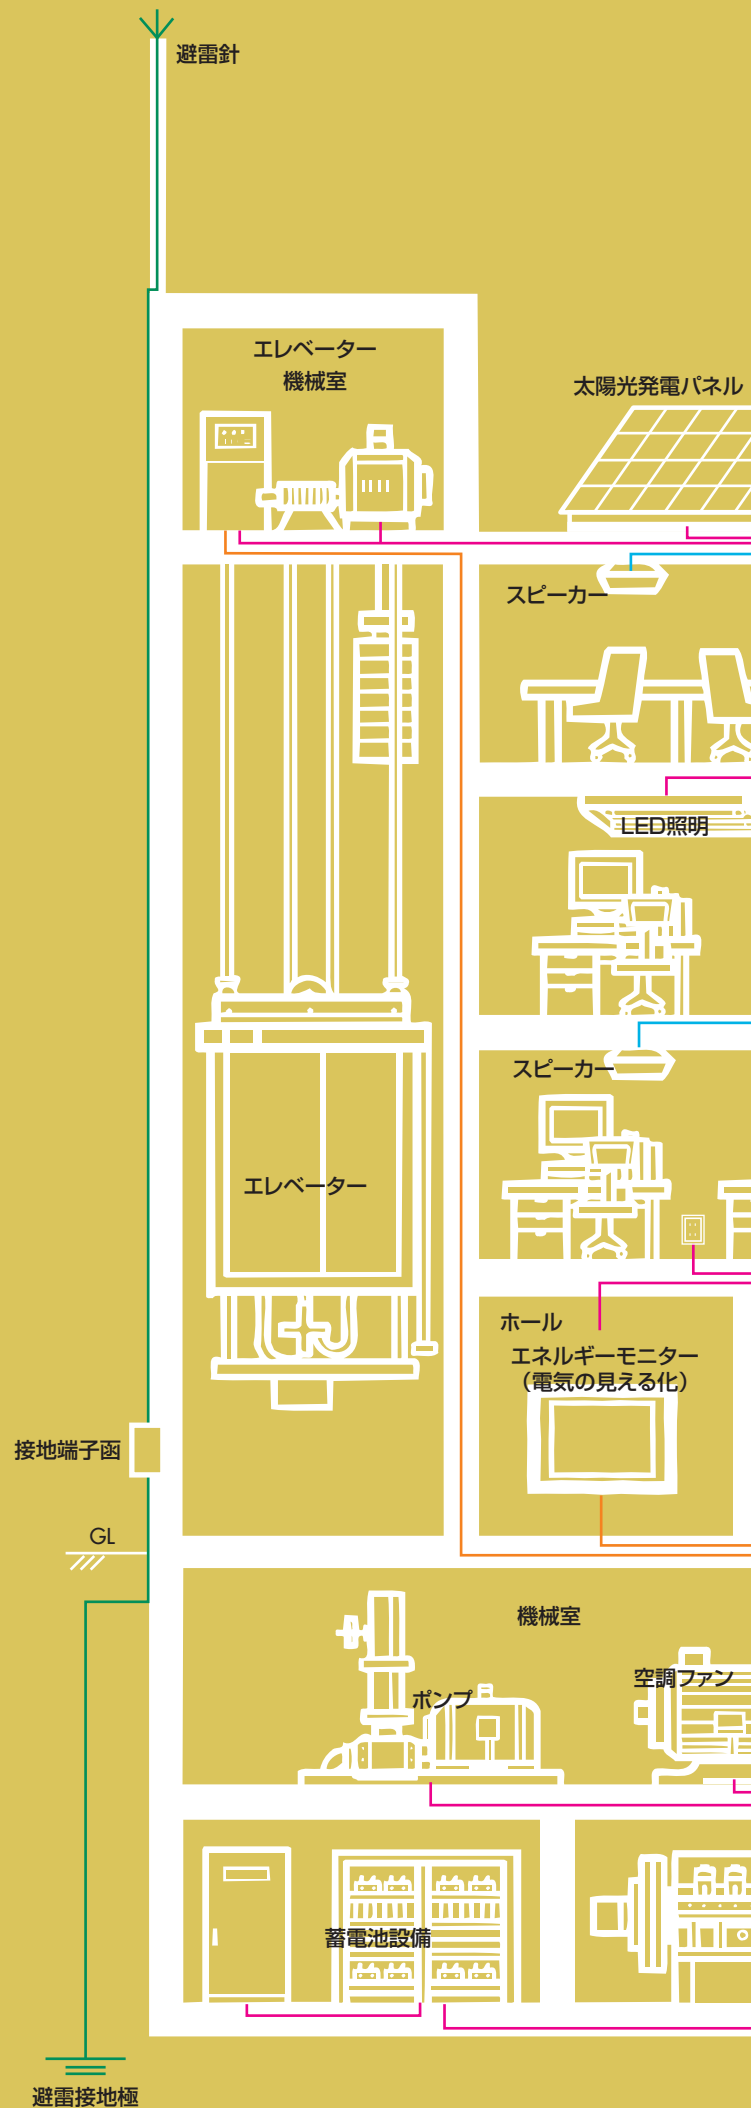 避雷針
エレベーター
機械室
太陽光発電パネル
スピーカー
LED照明
スピーカー
エレベーター
ホール
エネルギーモニター
（電気の見える化）
接地端子函
GL
機械室
空調ファン
ポンプ
蓄電池設備
避雷接地極